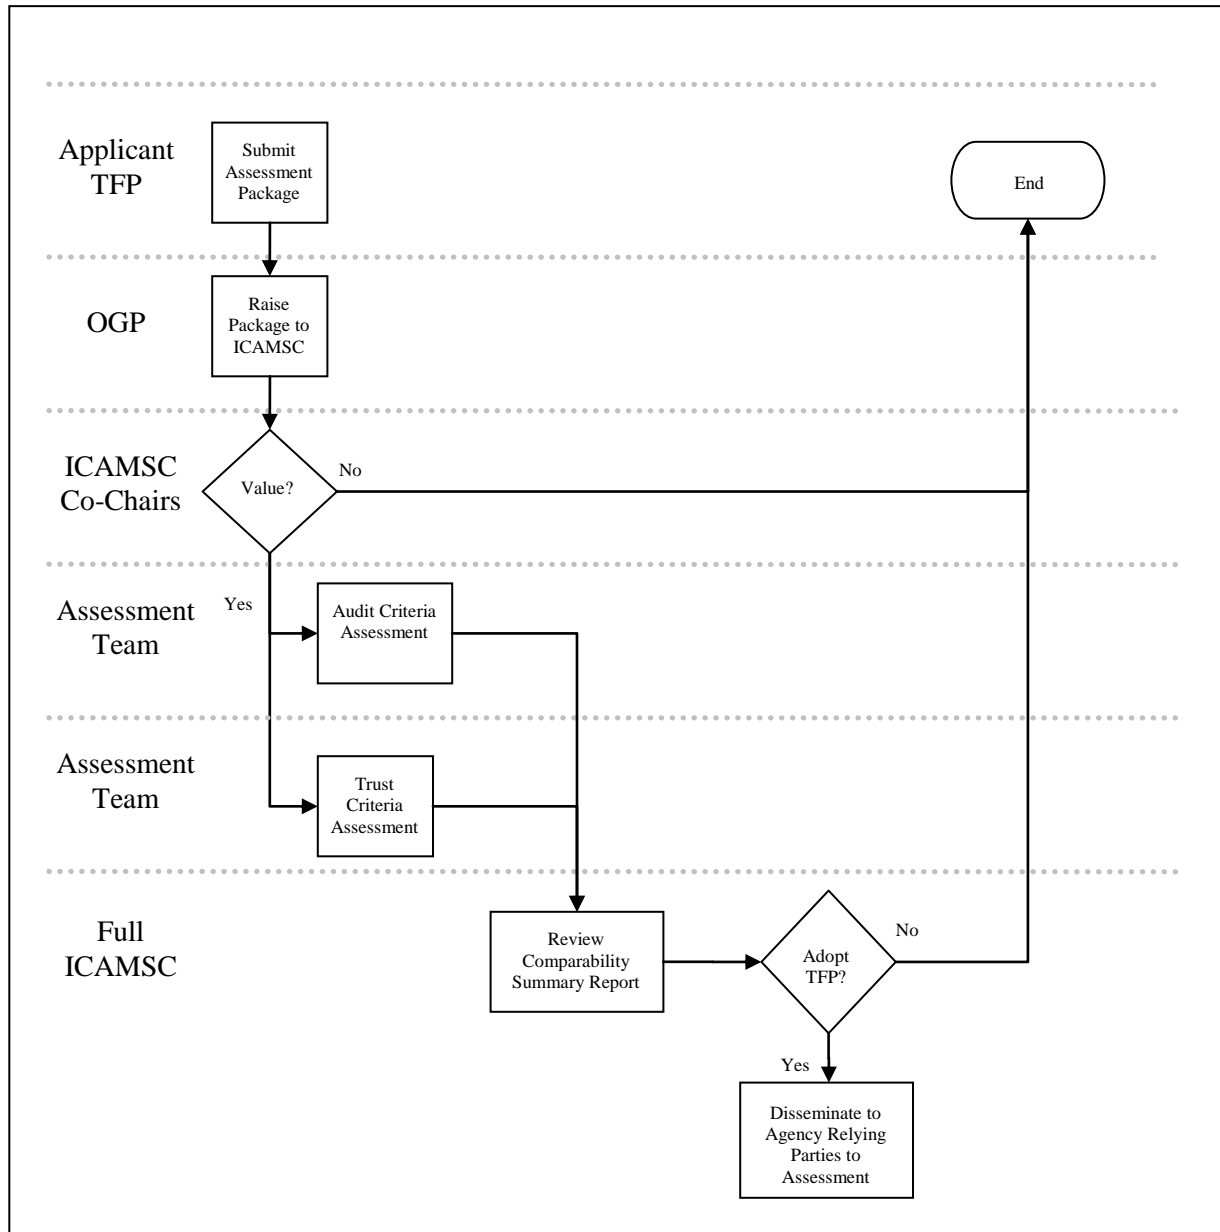 Applicant
TFP
Submit
Assessment
Package
End
OGP
Raise
Package to
ICAMSC
ICAMSC
Co-Chairs
Value?
No
Assessment
Team
Yes
Audit Criteria
Assessment
Assessment
Team
Trust
Criteria
Assessment
Full
ICAMSC
Review
Comparability
Summary Report
Adopt
TFP?
No
Yes
Disseminate to
Agency Relying
Parties to
Assessment